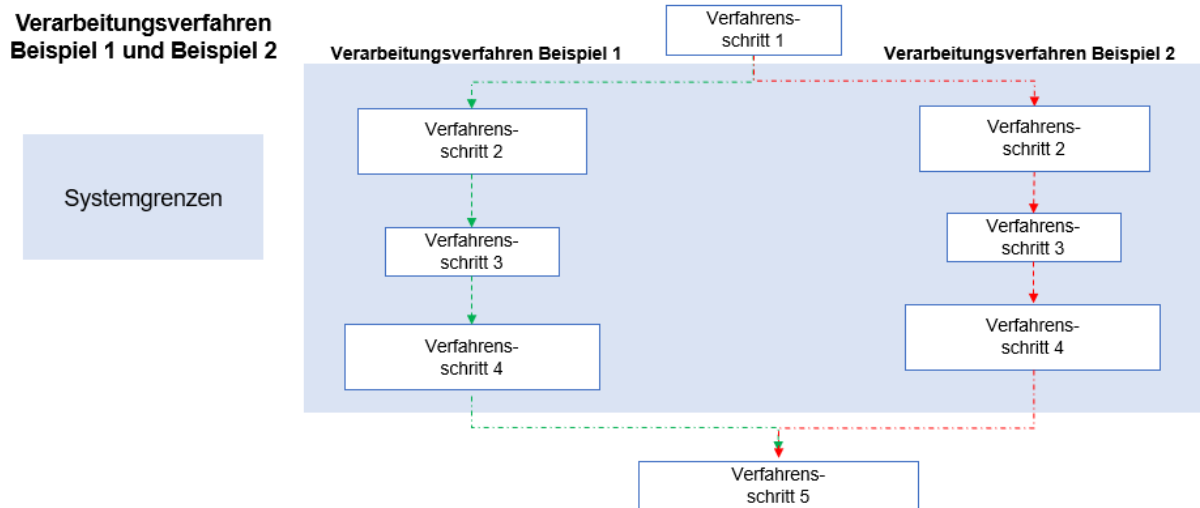 Verarbeitungsverfahren
Beispiel 1 und Beispiel 2
Systemgrenzen
Verfahrens-
schritt 1
Verarbeitungsverfahren Beispiel 1
Verarbeitungsverfahren Beispiel 2
Verfahrens-
schritt 2
Verfahrens-
schritt 3
Verfahrens-
schritt 4
Verfahrens-
schritt 2
Verfahrens-
schritt 3
Verfahrens-
schritt 4
Verfahrens-
schritt 5